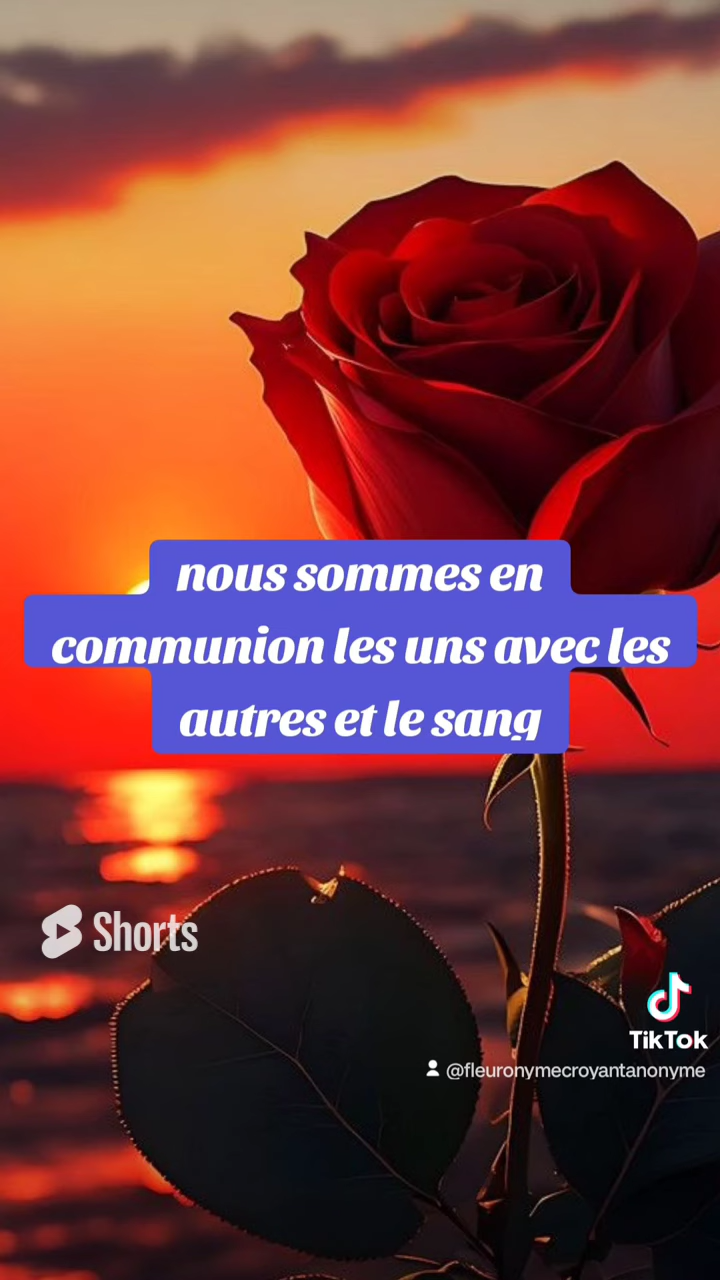 nous sommes en
communion les uns avec les
autres et le sang
Shorts
TikTok
@fleuronymecroyantanonyme